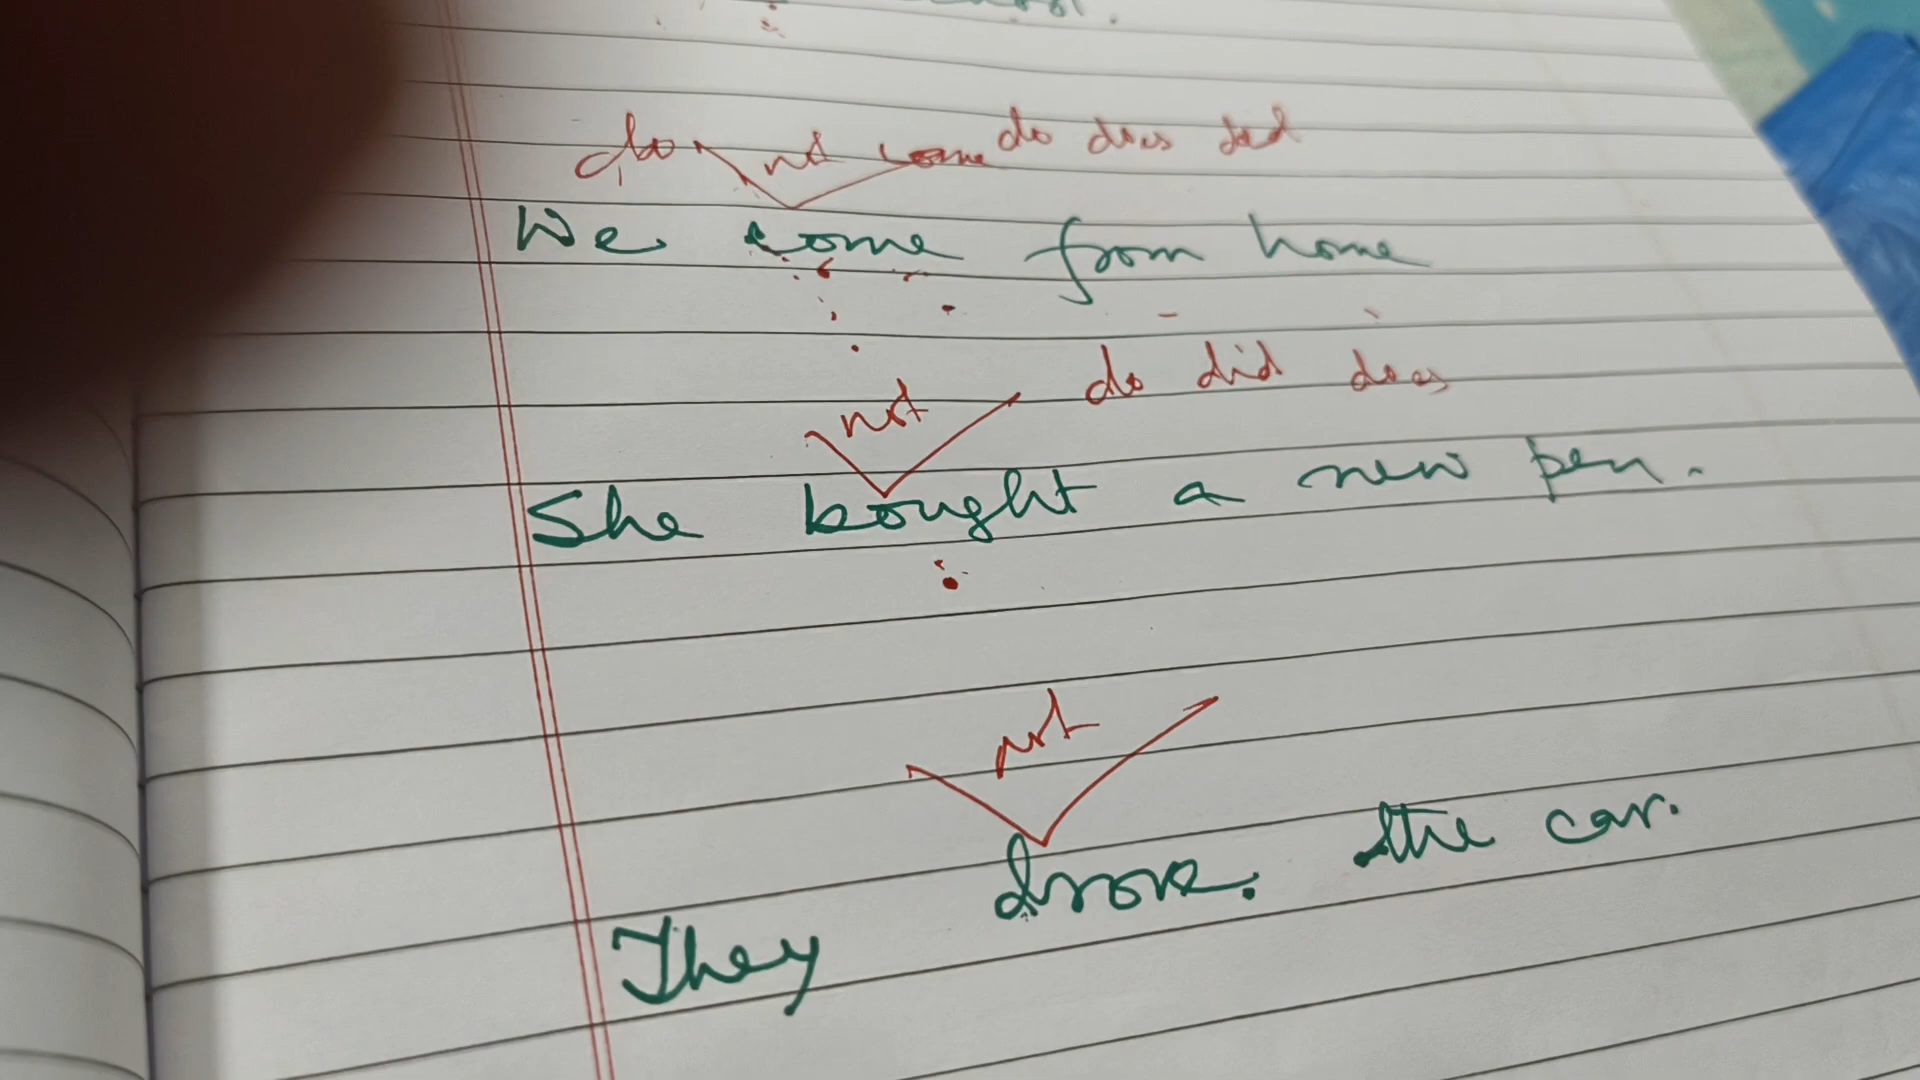 do not come do does did
We come from home
not do did does
She bought a new pen.
not
They drove. the car.